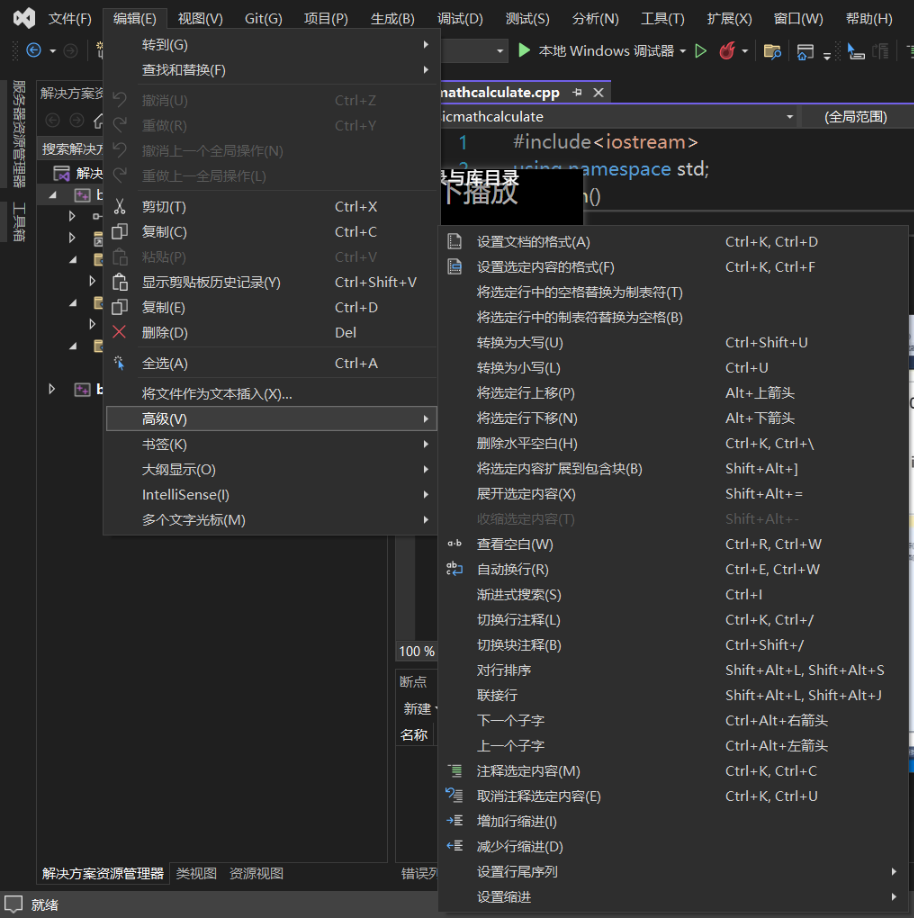 文件(F) 编辑(E) 视图(V) Git(G) 项目(P) 生成(B) 调试(D) 测试(S) 分析(N) 工具(T) 扩展(X) 窗口(W) 帮助(H)
本地 Windows 调试器
服务器资源管理器
工具箱
解决方案资
搜索解决方
解决
转到(G)
查找和替换(F)
撤消(U) Ctrl+Z
重做(R) Ctrl+Y
撤消上一个全局操作(N)
重做上一全局操作(L)
剪切(T) Ctrl+X
复制(C) Ctrl+C
粘贴(P) Ctrl+V
显示剪贴板历史记录(Y) Ctrl+Shift+V
复制(E) Ctrl+D
删除(D) Del
全选(A) Ctrl+A
将文件作为文本插入(X)...
高级(V)
书签(K)
大纲显示(O)
IntelliSense(I)
多个文字光标(M)
mathcalculate.cpp
icmathcalculate (全局范围)
1 #include<iostream>
2 using namespace std;
与库目录
下播放
()
设置文档的格式(A) Ctrl+K, Ctrl+D
设置选定内容的格式(F) Ctrl+K, Ctrl+F
将选定行中的空格替换为制表符(T)
将选定行中的制表符替换为空格(B)
转换为大写(U) Ctrl+Shift+U
转换为小写(L) Ctrl+U
将选定行上移(P) Alt+上箭头
将选定行下移(N) Alt+下箭头
删除水平空白(H) Ctrl+K, Ctrl+\
将选定内容扩展到包含块(B) Shift+Alt+]
展开选定内容(X) Shift+Alt+=
收缩选定内容(T) Shift+Alt+-
查看空白(W) Ctrl+R, Ctrl+W
自动换行(R) Ctrl+E, Ctrl+W
渐进式搜索(S) Ctrl+I
切换行注释(L) Ctrl+K, Ctrl+/
切换块注释(B) Ctrl+Shift+/
对行排序 Shift+Alt+L, Shift+Alt+S
联接行 Shift+Alt+L, Shift+Alt+J
下一个子字 Ctrl+Alt+右箭头
上一个子字 Ctrl+Alt+左箭头
注释选定内容(M) Ctrl+K, Ctrl+C
取消注释选定内容(E) Ctrl+K, Ctrl+U
增加行缩进(I)
减少行缩进(D)
设置行尾序列
设置缩进
100 %
断点
新建
名称
解决方案资源管理器 类视图 资源视图
错误列
就绪